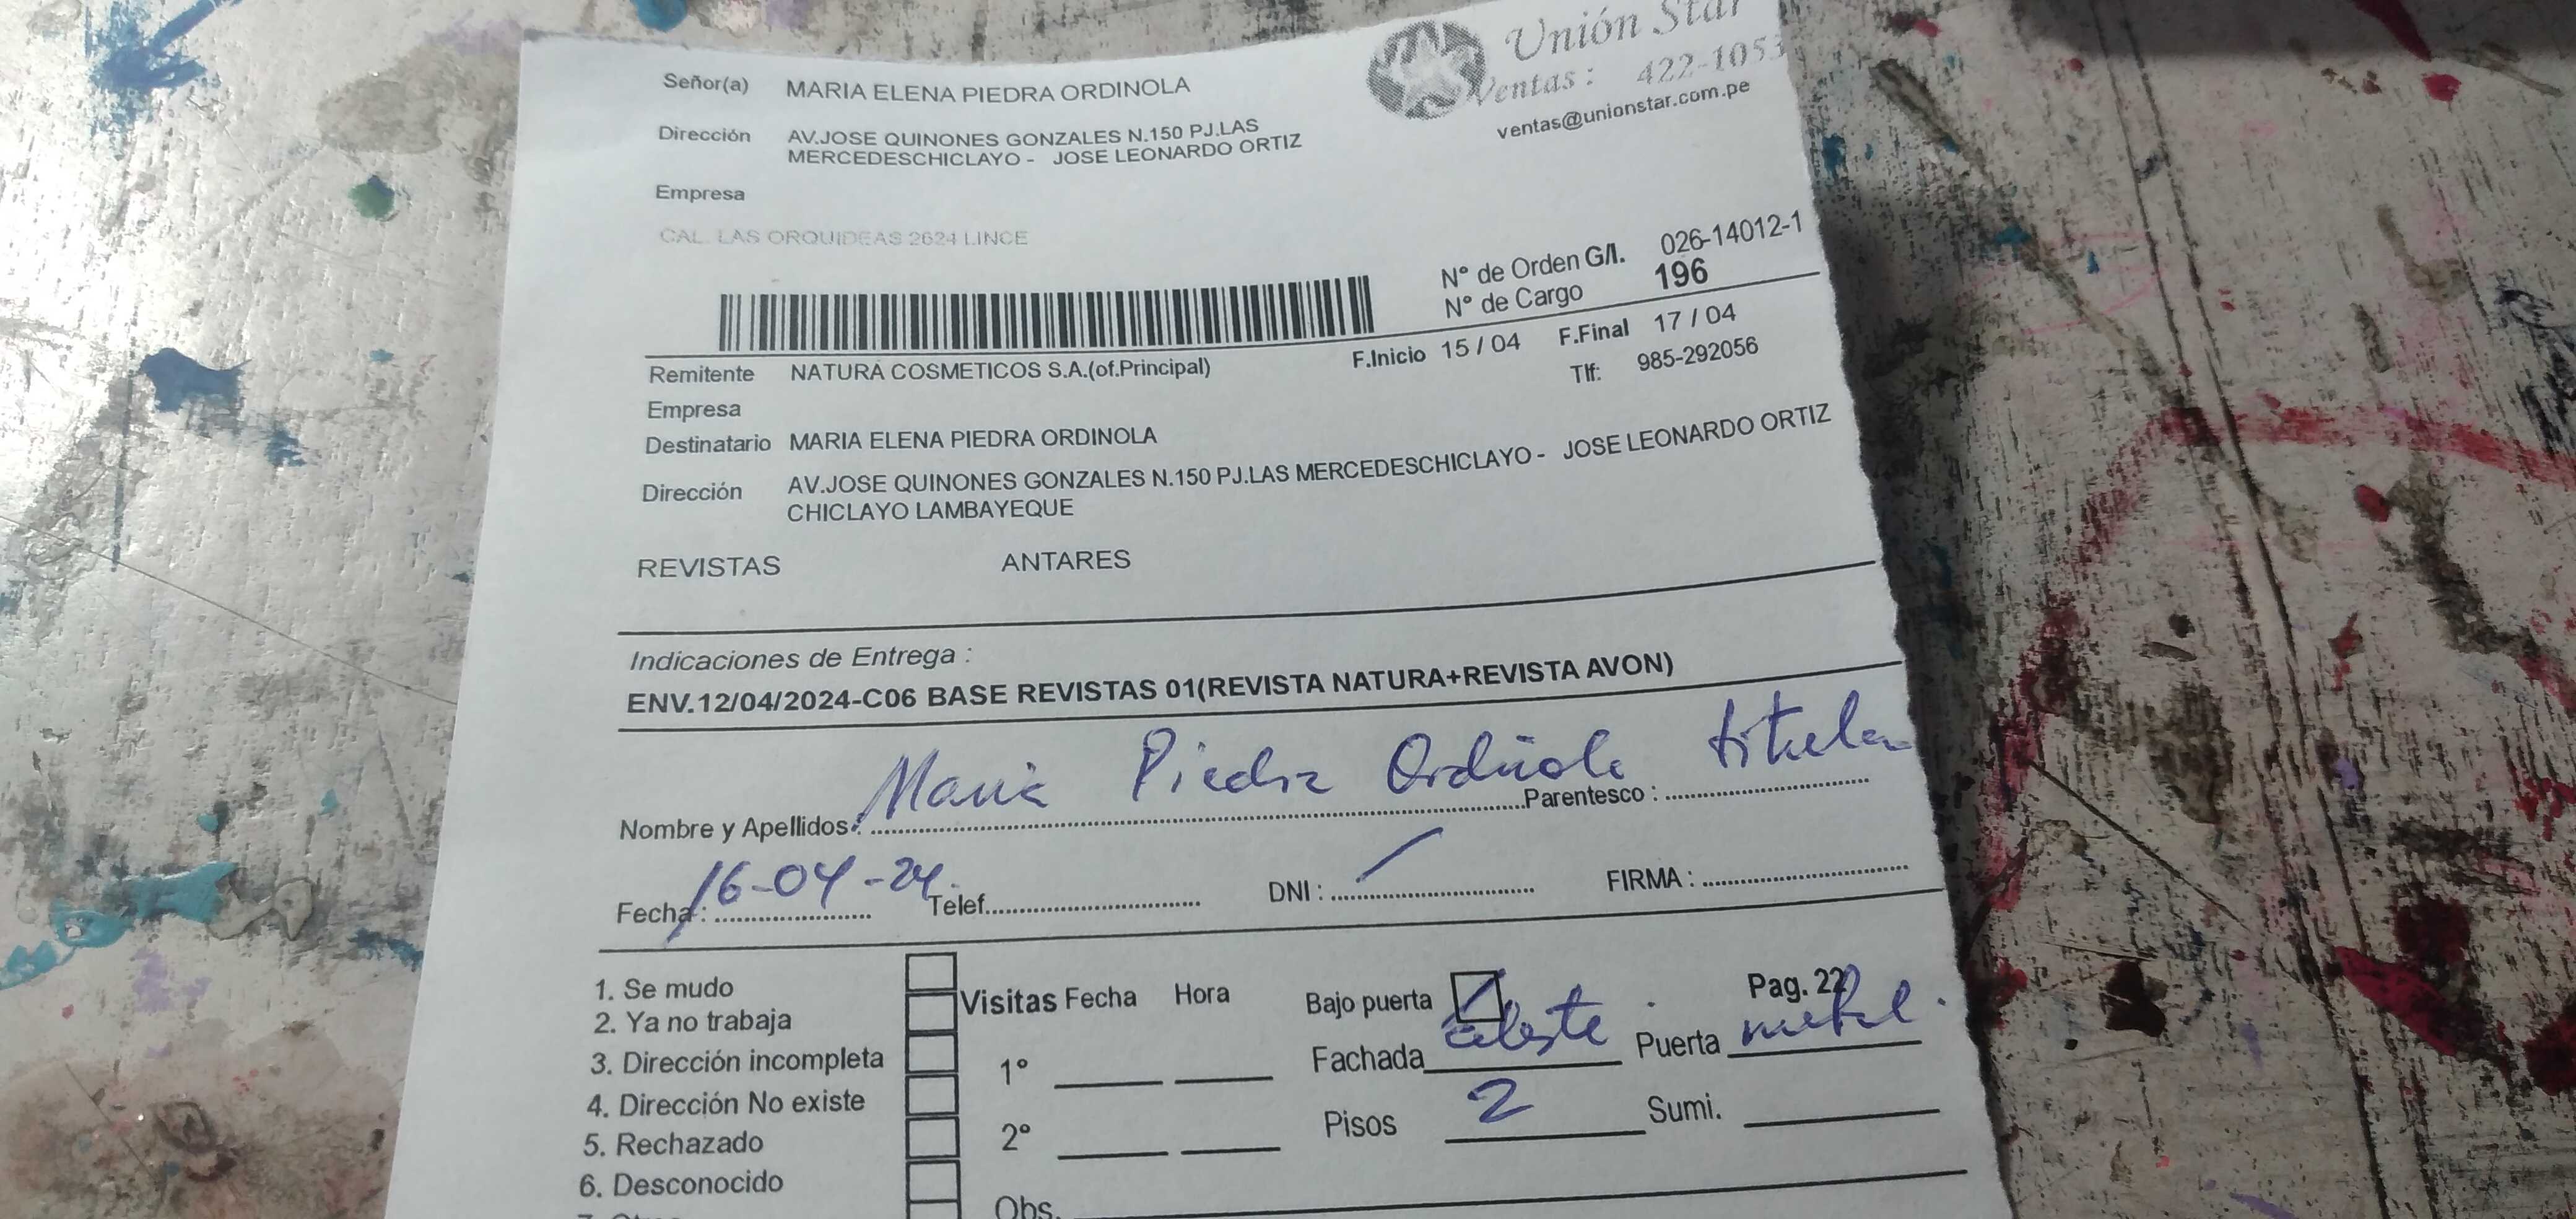 Unión Star
Señor(a) MARIA ELENA PIEDRA ORDINOLA
Ventas : 422-1053
ventas@unionstar.com.pe
Dirección AV.JOSE QUINONES GONZALES N.150 PJ.LAS
MERCEDESCHICLAYO - JOSE LEONARDO ORTIZ
Empresa
CAL. LAS ORQUIDEAS 2624 LINCE
N° de Orden G/I. 026-14012-1
N° de Cargo 196
F.Inicio 15 / 04 F.Final 17 / 04
Remitente NATURA COSMETICOS S.A.(of.Principal)
Tlf: 985-292056
Empresa
Destinatario MARIA ELENA PIEDRA ORDINOLA
Dirección AV.JOSE QUINONES GONZALES N.150 PJ.LAS MERCEDESCHICLAYO - JOSE LEONARDO ORTIZ
CHICLAYO LAMBAYEQUE
REVISTAS ANTARES
Indicaciones de Entrega :
ENV.12/04/2024-C06 BASE REVISTAS 01(REVISTA NATURA+REVISTA AVON)
Nombre y Apellidos: Maria Piedra Ordinola Parentesco : titular
Fecha : 16-04-24. Telef. DNI : FIRMA :
1. Se mudo
2. Ya no trabaja
3. Dirección incompleta
4. Dirección No existe
5. Rechazado
6. Desconocido
Visitas Fecha Hora
1°
2°
Obs.
Bajo puerta Pag. 22
Fachada celeste Puerta metal.
Pisos 2 Sumi.